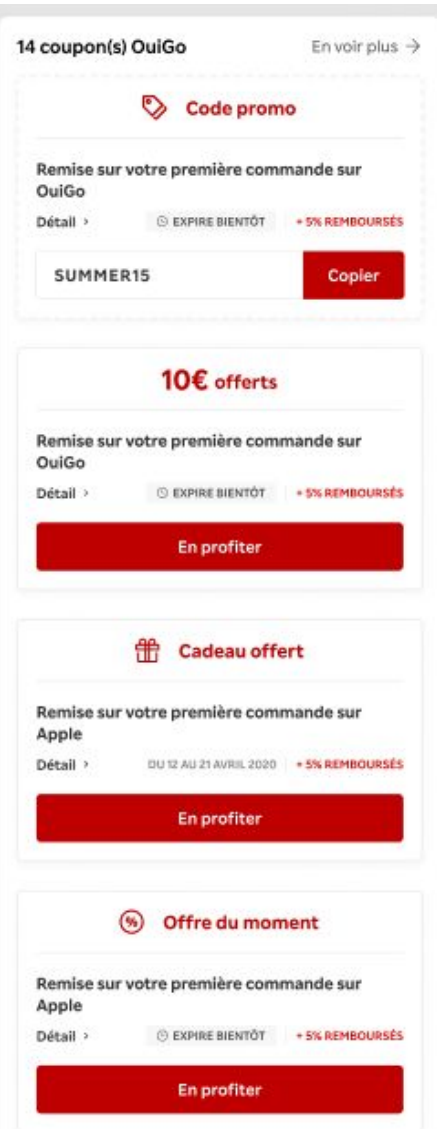 14 coupon(s) OuiGo
En voir plus →
Code promo
Remise sur votre première commande sur
OuiGo
Détail › EXPIRE BIENTÔT + 5% REMBOURSÉS
SUMMER15 Copier
10€ offerts
Remise sur votre première commande sur
OuiGo
Détail › EXPIRE BIENTÔT + 5% REMBOURSÉS
En profiter
Cadeau offert
Remise sur votre première commande sur
Apple
Détail › DU 12 AU 21 AVRIL 2020 + 5% REMBOURSÉS
En profiter
Offre du moment
Remise sur votre première commande sur
Apple
Détail › EXPIRE BIENTÔT + 5% REMBOURSÉS
En profiter